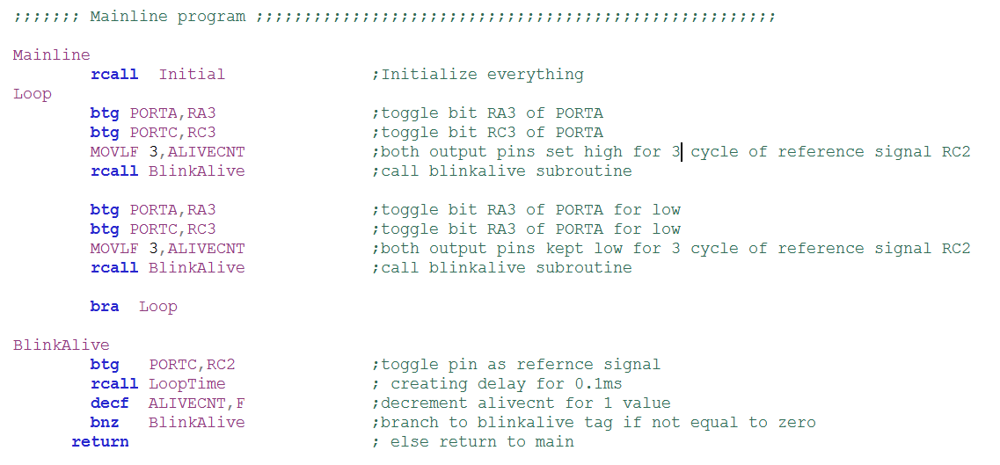 ;;;;;;; Mainline program ;;;;;;;;;;;;;;;;;;;;;;;;;;;;;;;;;;;;;;;;;;;;;;;;;;;;;;
Mainline
rcall Initial ;Initialize everything
Loop
btg PORTA,RA3 ;toggle bit RA3 of PORTA
btg PORTC,RC3 ;toggle bit RC3 of PORTA
MOVLF 3,ALIVECNT ;both output pins set high for 3 cycle of reference signal RC2
rcall BlinkAlive ;call blinkalive subroutine
btg PORTA,RA3 ;toggle bit RA3 of PORTA for low
btg PORTC,RC3 ;toggle bit RA3 of PORTA for low
MOVLF 3,ALIVECNT ;both output pins kept low for 3 cycle of reference signal RC2
rcall BlinkAlive ;call blinkalive subroutine
bra Loop
BlinkAlive
btg PORTC,RC2 ;toggle pin as refernce signal
rcall LoopTime ; creating delay for 0.1ms
decf ALIVECNT,F ;decrement alivecnt for 1 value
bnz BlinkAlive ;branch to blinkalive tag if not equal to zero
return ; else return to main